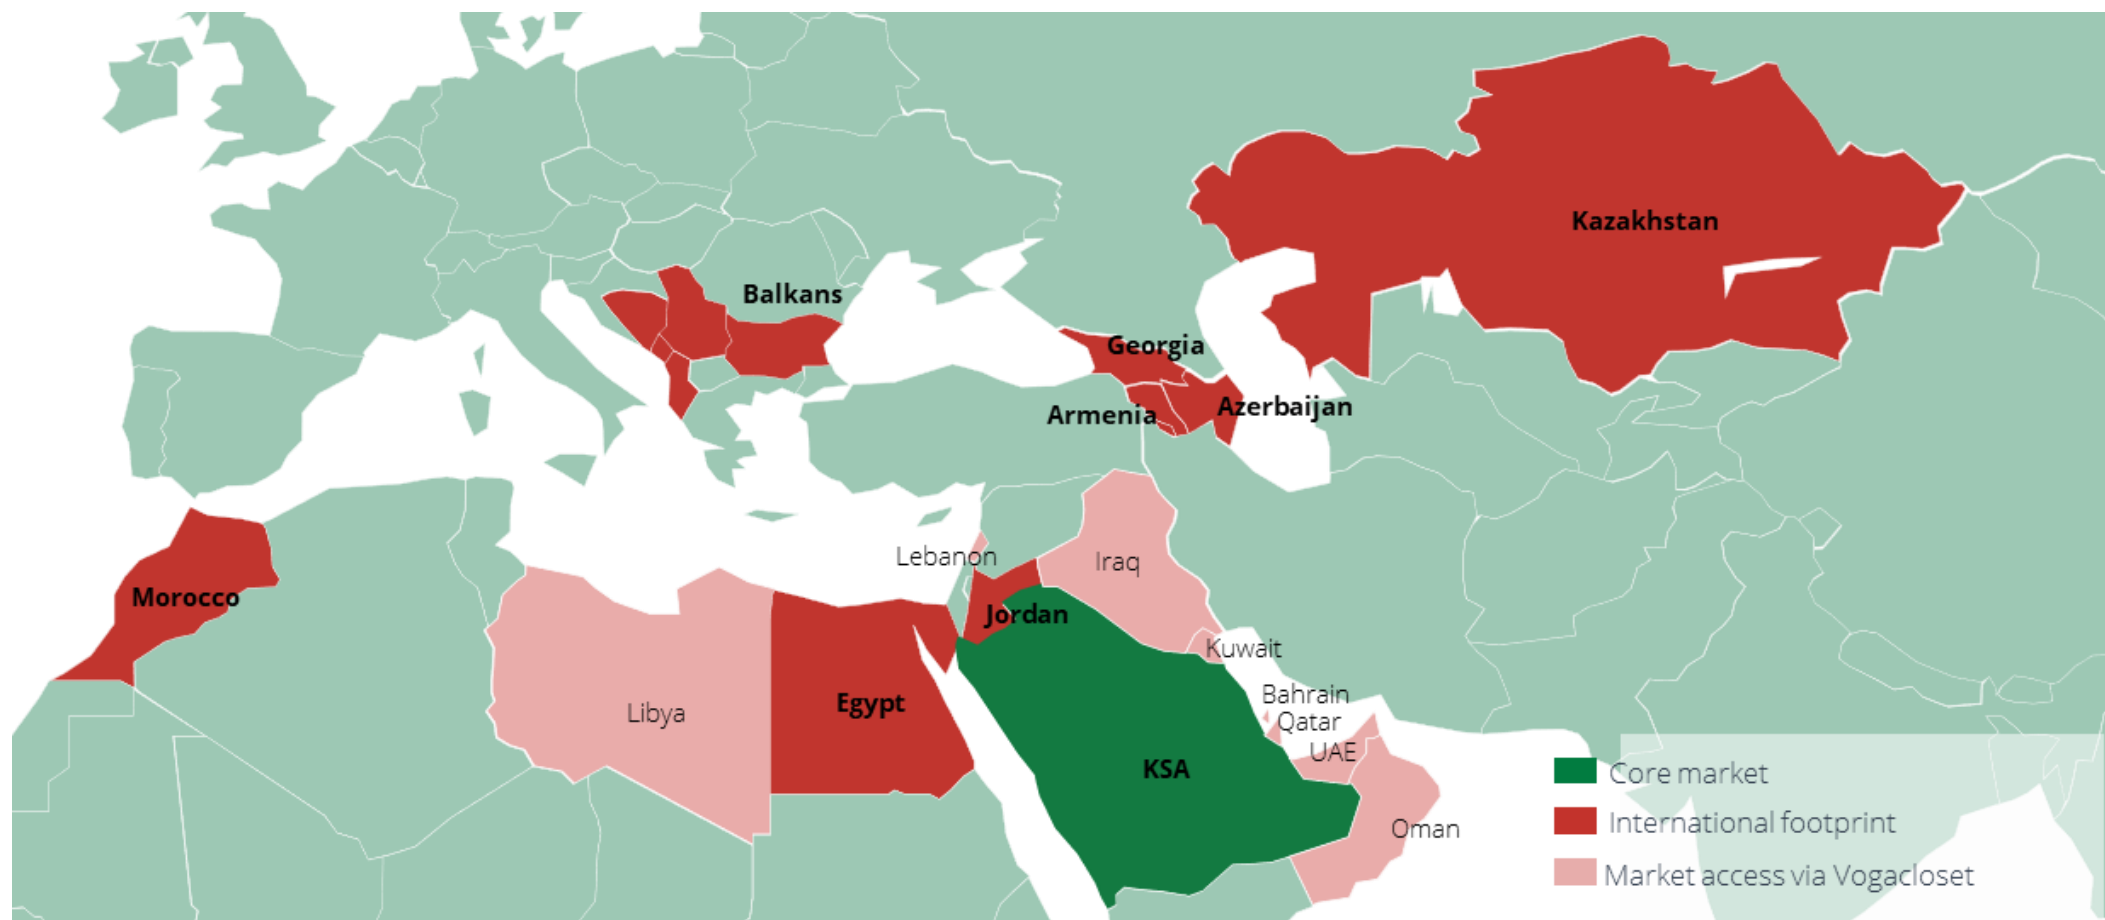 Kazakhstan
Balkans
Georgia
Azerbaijan
Armenia
Lebanon
Iraq
Morocco
Jordan
Kuwait
Bahrain
Egypt
Libya
Qatar
UAE
KSA
Oman
Core market
International footprint
Market access via Vogacloset